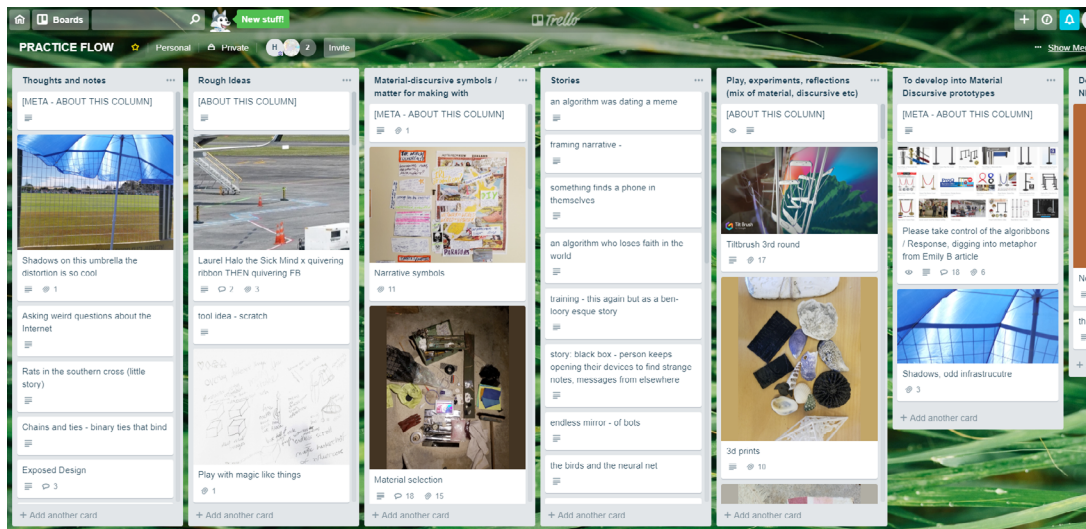 Boards
New stuff!
Trello
PRACTICE FLOW
Personal
Private
H
2
Invite
Show Me
Thoughts and notes
[META - ABOUT THIS COLUMN]
Shadows on this umbrella the
distortion is so cool
1
Asking weird questions about the
Internet
Rats in the southern cross (little
story)
Chains and ties - binary ties that bind
Exposed Design
3
+ Add another card
Rough Ideas
[ABOUT THIS COLUMN]
Laurel Halo the Sick Mind x quivering
ribbon THEN quivering FB
2 3
tool idea - scratch
Play with magic like things
1
+ Add another card
Material-discursive symbols /
matter for making with
[META - ABOUT THIS COLUMN]
1
Narrative symbols
11
Material selection
18 15
+ Add another card
Stories
an algorithm was dating a meme
framing narrative -
something finds a phone in
themselves
an algorithm who loses faith in the
world
training - this again but as a ben-
loory esque story
story: black box - person keeps
opening their devices to find strange
notes, messages from elsewhere
endless mirror - of bots
the birds and the neural net
+ Add another card
Play, experiments, reflections
(mix of material, discursive etc)
[ABOUT THIS COLUMN]
Tilt Brush
Tiltbrush 3rd round
17
3d prints
10
+ Add another card
To develop into Material
Discursive prototypes
[META - ABOUT THIS COLUMN]
Please take control of the algoribbons
/ Response, digging into metaphor
from Emily B article
18 6
Shadows, odd infrastrucutre
3
+ Add another card